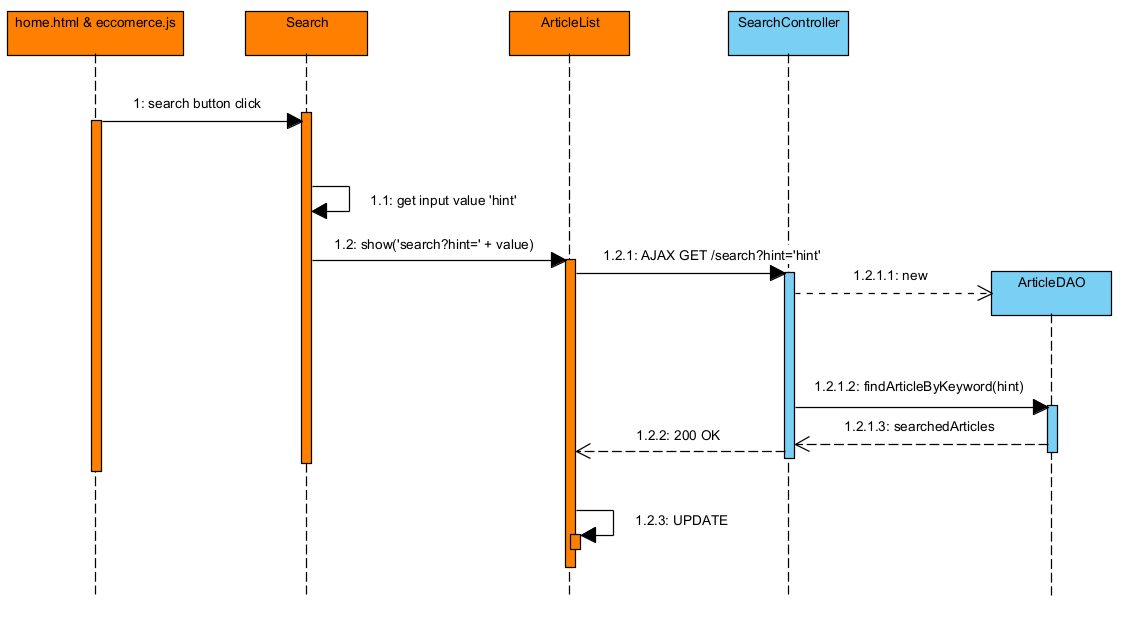 home.html & eccomerce.js
Search
ArticleList
SearchController
1: search button click
1.1: get input value 'hint'
1.2: show('search?hint=' + value)
1.2.1: AJAX GET /search?hint='hint'
1.2.1.1: new
ArticleDAO
1.2.1.2: findArticleByKeyword(hint)
1.2.1.3: searchedArticles
1.2.2: 200 OK
1.2.3: UPDATE